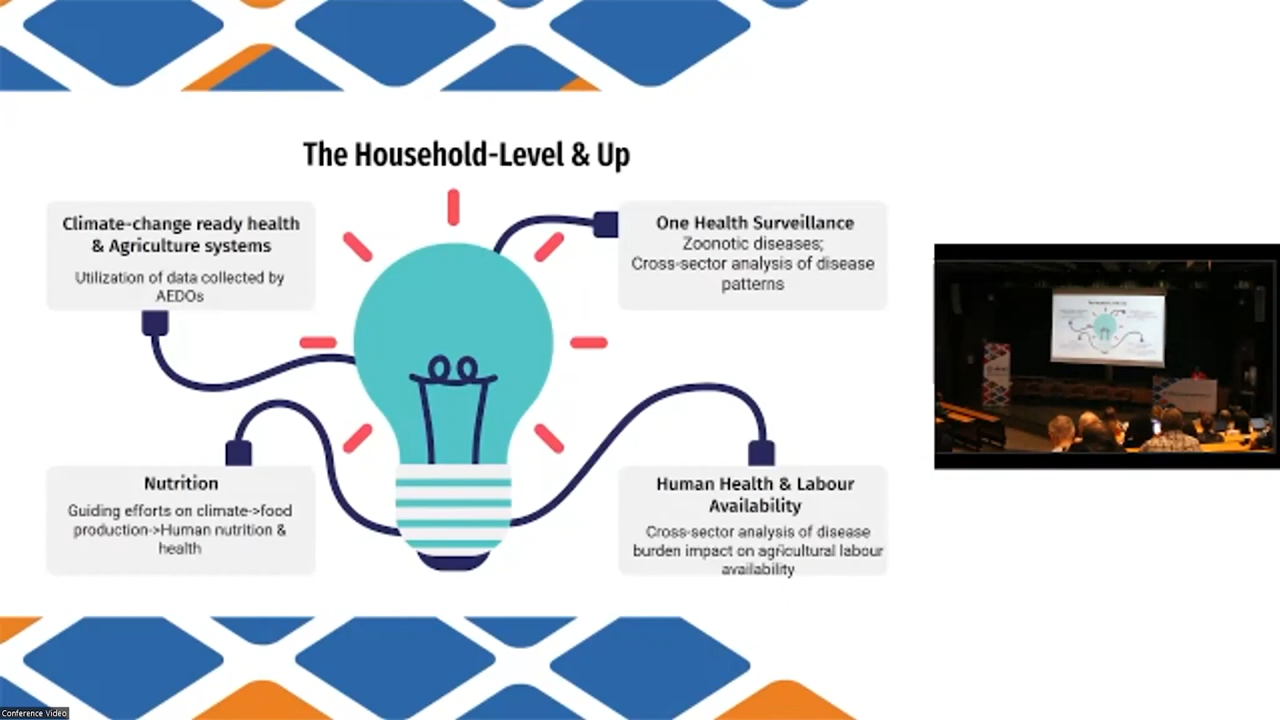 The Household-Level & Up
Climate-change ready health
& Agriculture systems
Utilization of data collected by
AEDOs
One Health Surveillance
Zoonotic diseases;
Cross-sector analysis of disease
patterns
Nutrition
Guiding efforts on climate->food
production->Human nutrition &
health
Human Health & Labour
Availability
Cross-sector analysis of disease
burden impact on agricultural labour
availability
Conference Video